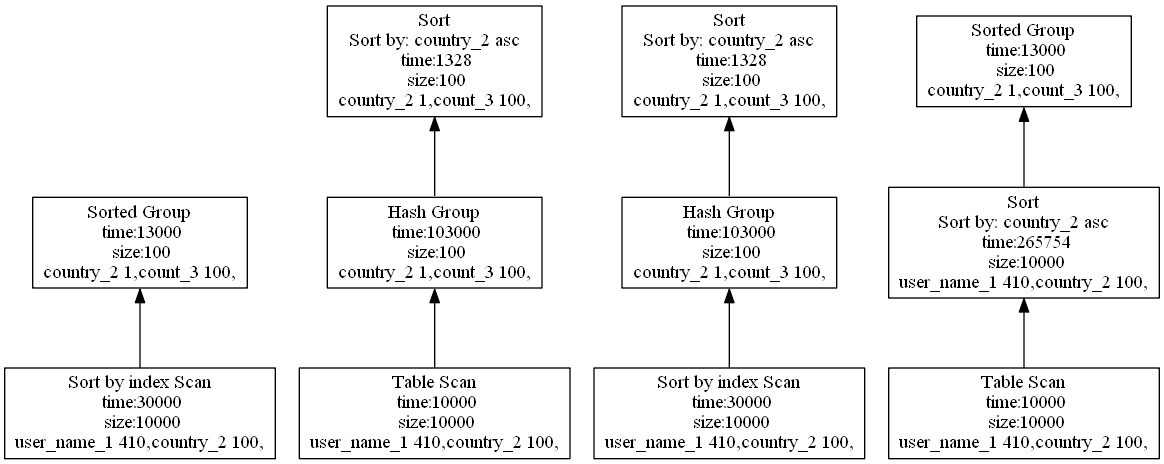 Sorted Group
time:13000
size:100
country_2 1,count_3 100,
Sort by index Scan
time:30000
size:10000
user_name_1 410,country_2 100,
Sort
Sort by: country_2 asc
time:1328
size:100
country_2 1,count_3 100,
Hash Group
time:103000
size:100
country_2 1,count_3 100,
Table Scan
time:10000
size:10000
user_name_1 410,country_2 100,
Sort
Sort by: country_2 asc
time:1328
size:100
country_2 1,count_3 100,
Hash Group
time:103000
size:100
country_2 1,count_3 100,
Sort by index Scan
time:30000
size:10000
user_name_1 410,country_2 100,
Sorted Group
time:13000
size:100
country_2 1,count_3 100,
Sort
Sort by: country_2 asc
time:265754
size:10000
user_name_1 410,country_2 100,
Table Scan
time:10000
size:10000
user_name_1 410,country_2 100,